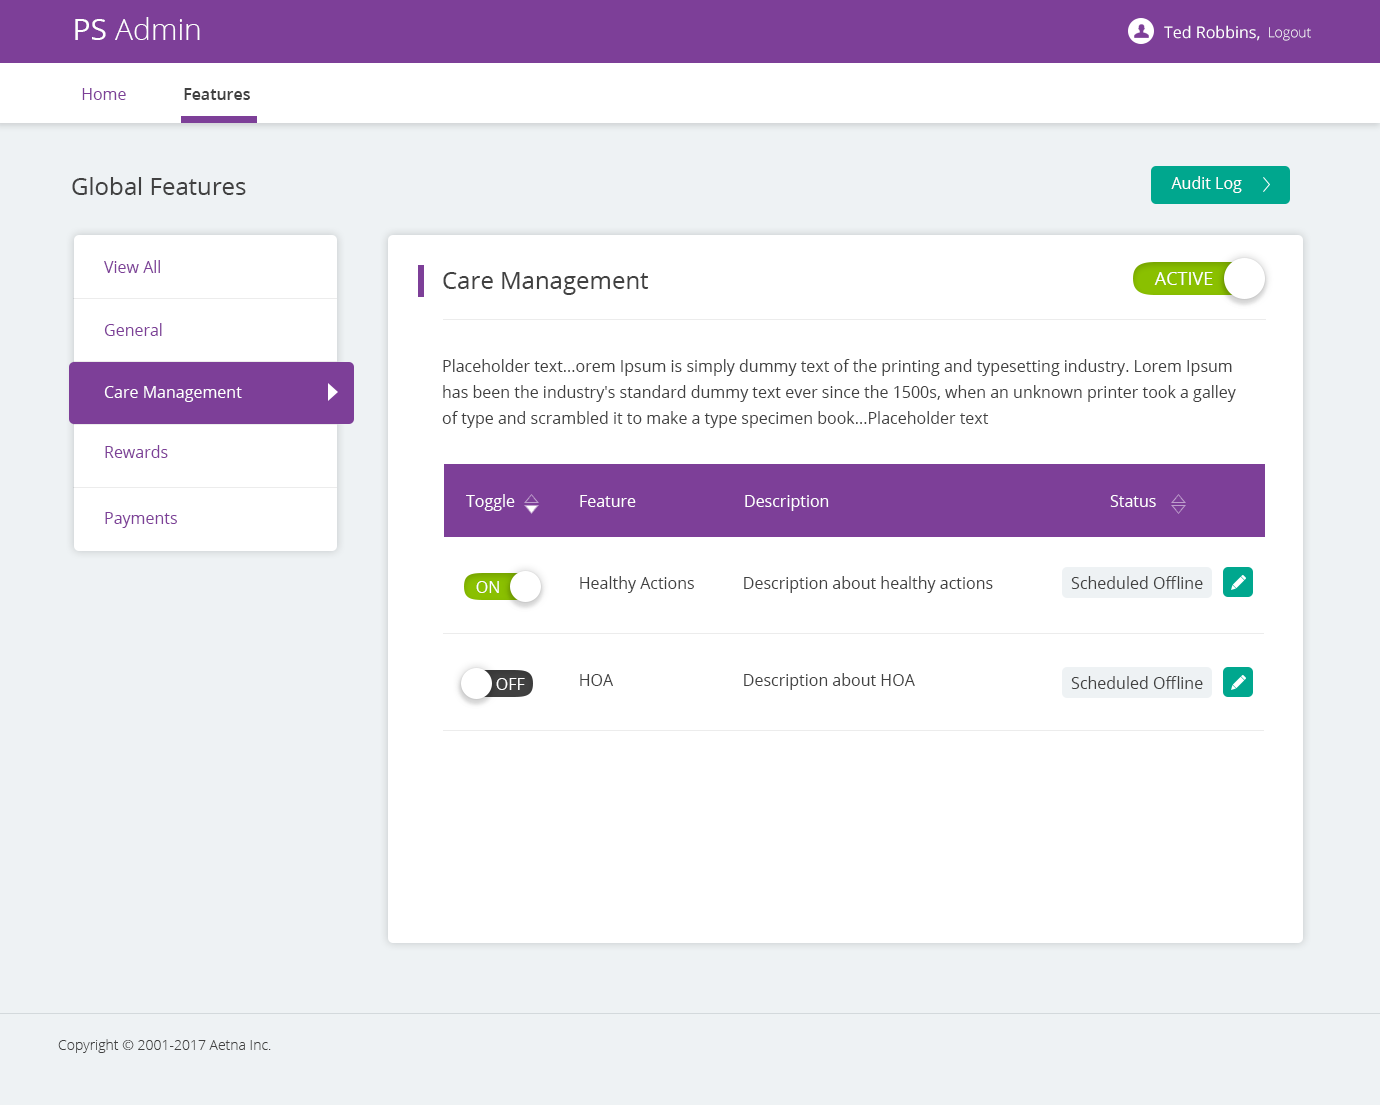 PS Admin
Ted Robbins, Logout
Home
Features
Global Features
Audit Log
View All
General
Care Management
Rewards
Payments
Care Management
ACTIVE
Placeholder text...orem Ipsum is simply dummy text of the printing and typesetting industry. Lorem Ipsum
has been the industry's standard dummy text ever since the 1500s, when an unknown printer took a galley
of type and scrambled it to make a type specimen book...Placeholder text
Toggle Feature Description Status
ON Healthy Actions Description about healthy actions Scheduled Offline
OFF HOA Description about HOA Scheduled Offline
Copyright © 2001-2017 Aetna Inc.